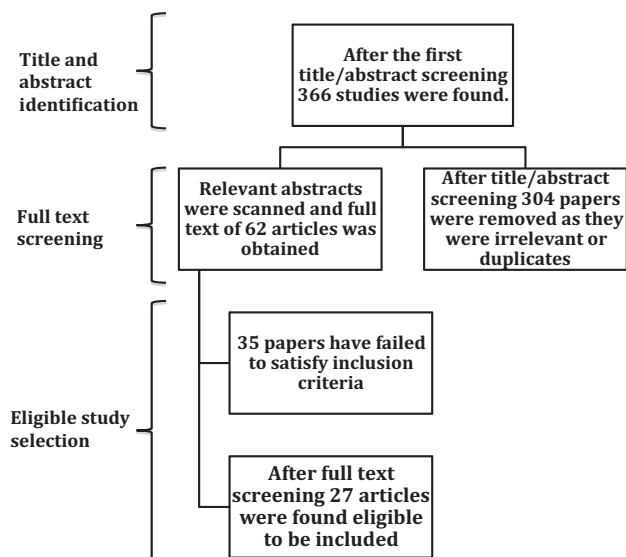 Title and
abstract
identification
After the first
title/abstract screening
366 studies were found.
Full text
screening
Relevant abstracts
were scanned and full
text of 62 articles was
obtained
After title/abstract
screening 304 papers
were removed as they
were irrelevant or
duplicates
Eligible study
selection
35 papers have failed
to satisfy inclusion
criteria
After full text
screening 27 articles
were found eligible
to be included